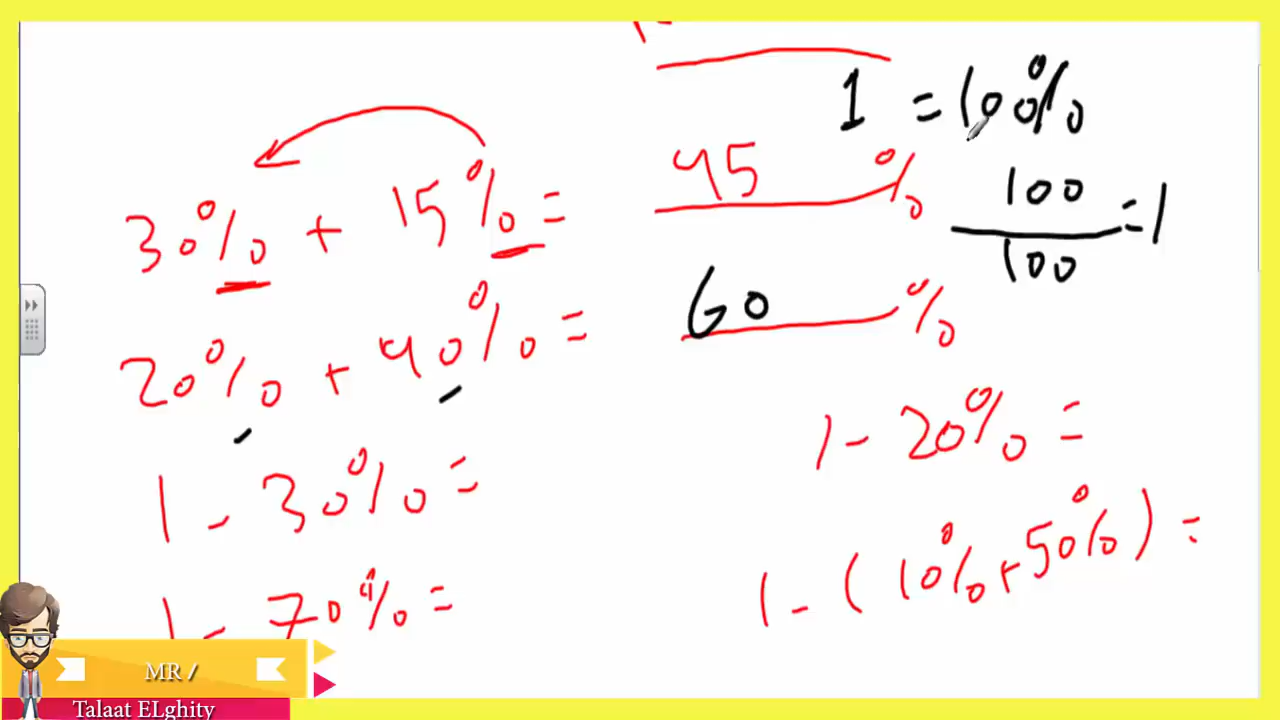 1 = 100%
30% + 15% = 45 %
100
100
= 1
20% + 40% = 60 %
1 - 20% =
1 - 30% =
1 - (10% + 50%) =
1 - 70% =
MR /
Talaat ELghity